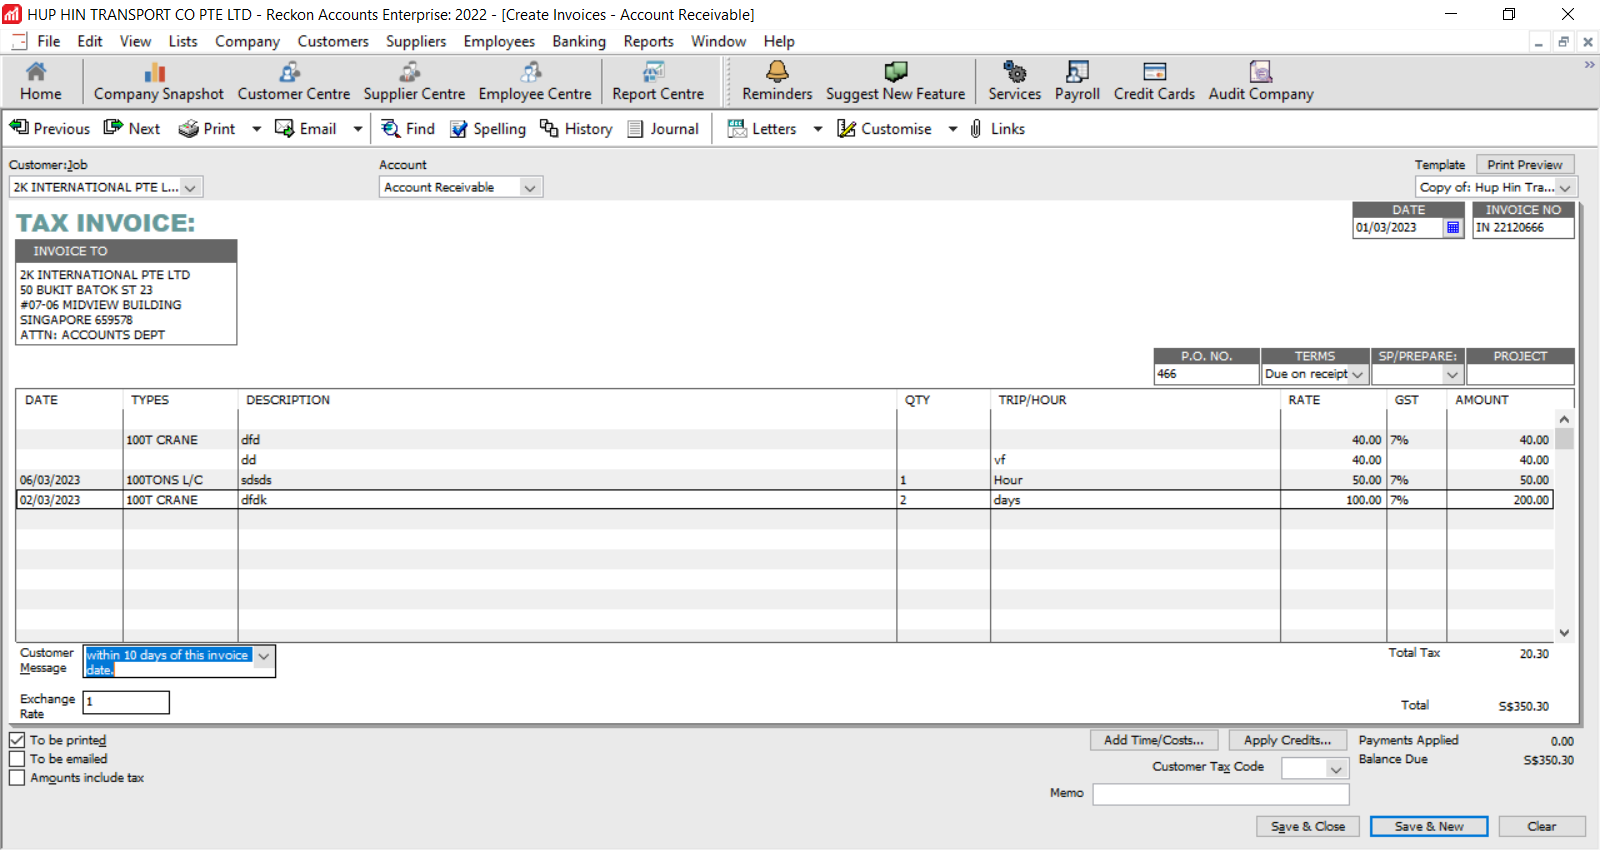 HUP HIN TRANSPORT CO PTE LTD - Reckon Accounts Enterprise: 2022 - [Create Invoices - Account Receivable]
File Edit View Lists Company Customers Suppliers Employees Banking Reports Window Help
Home Company Snapshot Customer Centre Supplier Centre Employee Centre Report Centre Reminders Suggest New Feature Services Payroll Credit Cards Audit Company
Previous Next Print Email Find Spelling History Journal Letters Customise Links
Customer:Job Account Template Print Preview
2K INTERNATIONAL PTE L... Account Receivable Copy of: Hup Hin Tra...
TAX INVOICE:
DATE INVOICE NO
01/03/2023 IN 22120666
INVOICE TO
2K INTERNATIONAL PTE LTD
50 BUKIT BATOK ST 23
#07-06 MIDVIEW BUILDING
SINGAPORE 659578
ATTN: ACCOUNTS DEPT
P.O. NO. TERMS SP/PREPARE: PROJECT
466 Due on receipt
DATE TYPES DESCRIPTION QTY TRIP/HOUR RATE GST AMOUNT
100T CRANE dfd 40.00 7% 40.00
dd vf 40.00 40.00
06/03/2023 100TONS L/C sdsds 1 Hour 50.00 7% 50.00
02/03/2023 100T CRANE dfdk 2 days 100.00 7% 200.00
Customer Message within 10 days of this invoice date. Total Tax 20.30
Exchange Rate 1 Total S$350.30
To be printed Add Time/Costs... Apply Credits... Payments Applied 0.00
To be emailed Customer Tax Code Balance Due S$350.30
Amounts include tax
Memo
Save & Close Save & New Clear